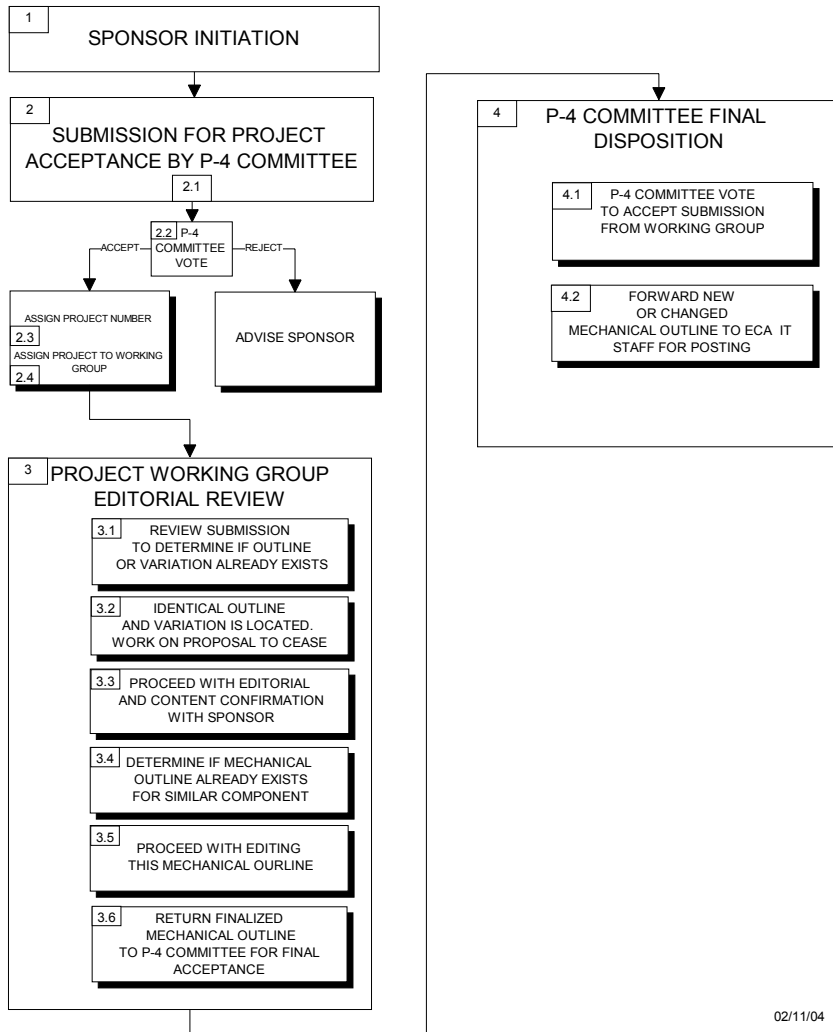 1
SPONSOR INITIATION
2
SUBMISSION FOR PROJECT
ACCEPTANCE BY P-4 COMMITTEE
2.1
2.2 P-4
COMMITTEE
VOTE
ACCEPT
REJECT
ASSIGN PROJECT NUMBER
2.3
ASSIGN PROJECT TO WORKING
GROUP
2.4
ADVISE SPONSOR
3 PROJECT WORKING GROUP
EDITORIAL REVIEW
3.1 REVIEW SUBMISSION
TO DETERMINE IF OUTLINE
OR VARIATION ALREADY EXISTS
3.2 IDENTICAL OUTLINE
AND VARIATION IS LOCATED.
WORK ON PROPOSAL TO CEASE
3.3 PROCEED WITH EDITORIAL
AND CONTENT CONFIRMATION
WITH SPONSOR
3.4 DETERMINE IF MECHANICAL
OUTLINE ALREADY EXISTS
FOR SIMILAR COMPONENT
3.5
PROCEED WITH EDITING
THIS MECHANICAL OURLINE
3.6 RETURN FINALIZED
MECHANICAL OUTLINE
TO P-4 COMMITTEE FOR FINAL
ACCEPTANCE
4 P-4 COMMITTEE FINAL
DISPOSITION
4.1 P-4 COMMITTEE VOTE
TO ACCEPT SUBMISSION
FROM WORKING GROUP
4.2 FORWARD NEW
OR CHANGED
MECHANICAL OUTLINE TO ECA IT
STAFF FOR POSTING
02/11/04